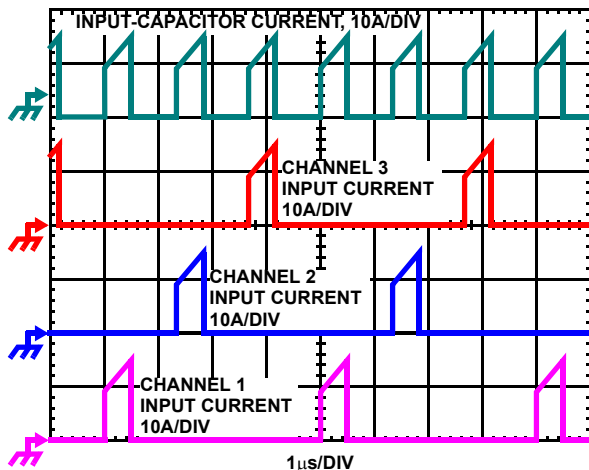 INPUT-CAPACITOR CURRENT, 10A/DIV
CHANNEL 3
INPUT CURRENT
10A/DIV
CHANNEL 2
INPUT CURRENT
10A/DIV
CHANNEL 1
INPUT CURRENT
10A/DIV
1μs/DIV